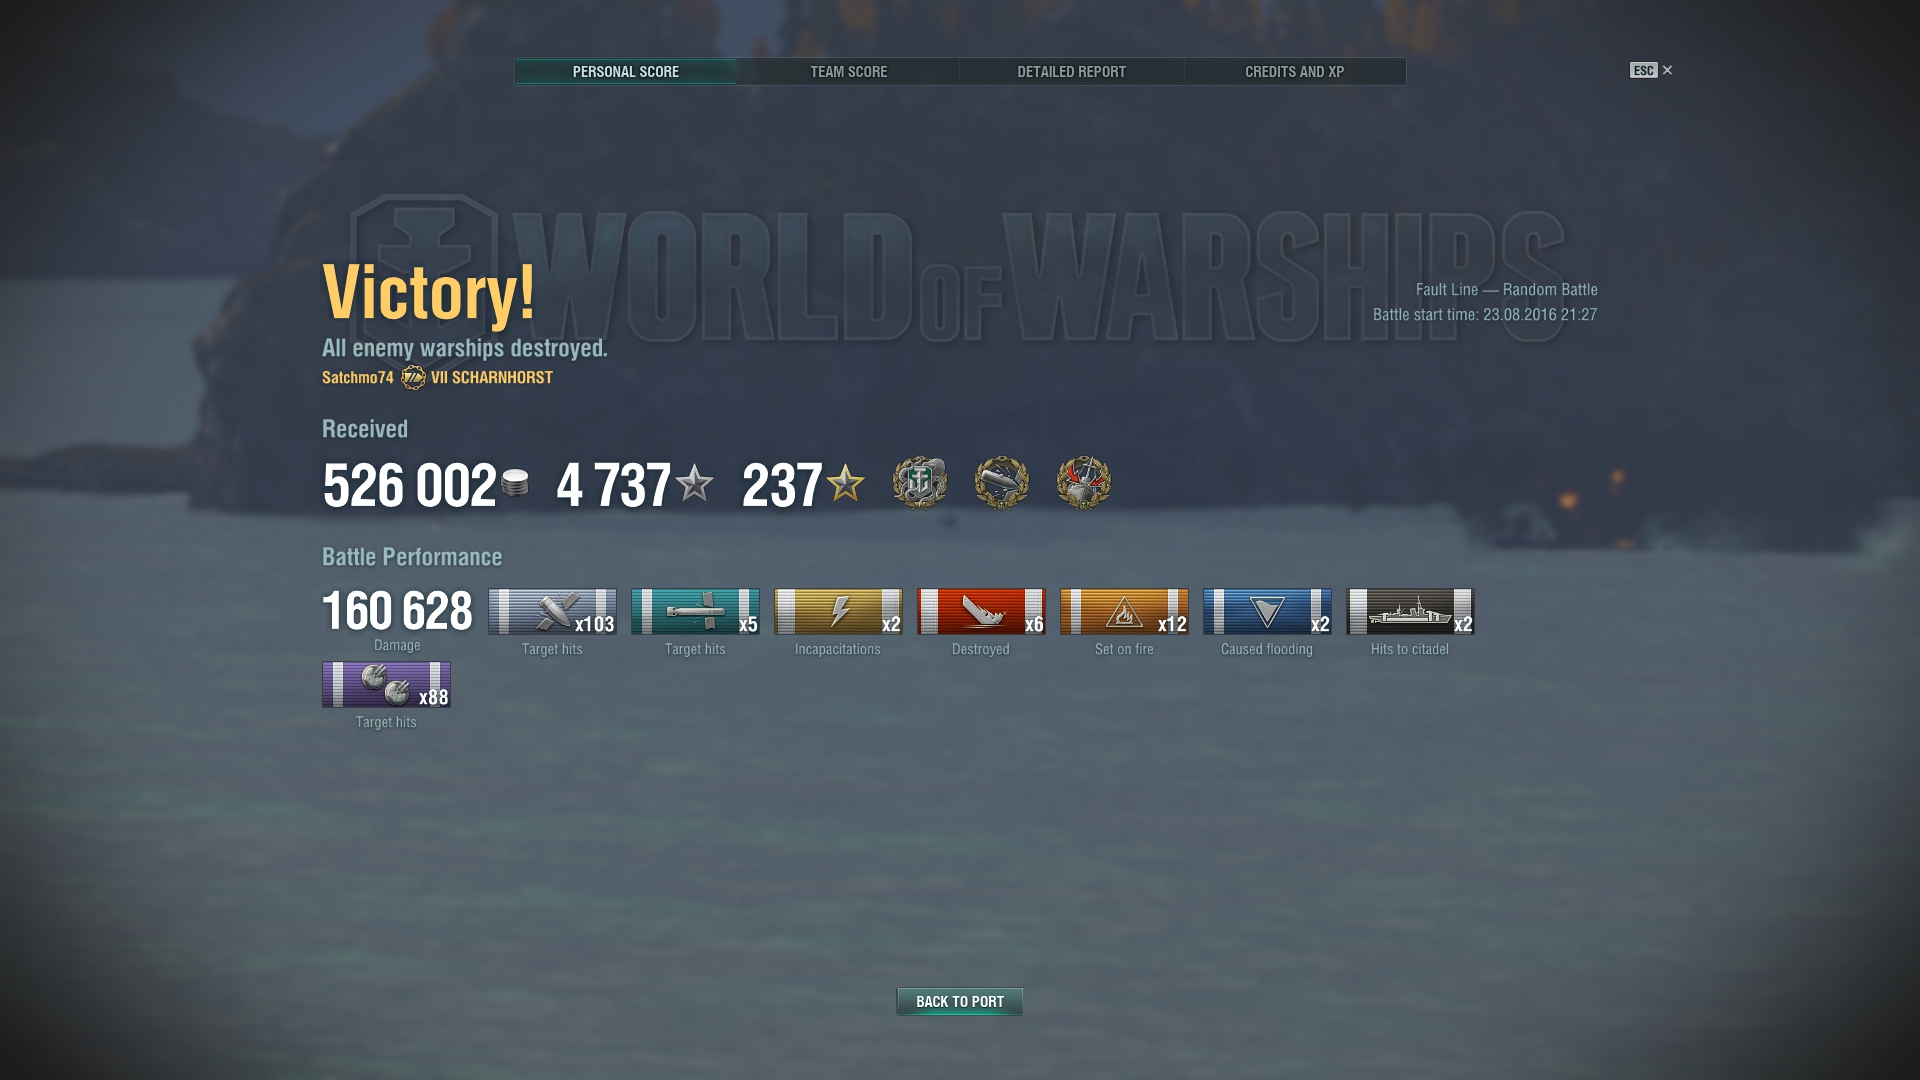 PERSONAL SCORE
TEAM SCORE
DETAILED REPORT
CREDITS AND XP
ESC ×
WORLD OF WARSHIPS
Victory!
Fault Line — Random Battle
Battle start time: 23.08.2016 21:27
All enemy warships destroyed.
Satchmo74 VII SCHARNHORST
Received
526 002 4 737 237
Battle Performance
160 628 x103 x5 x2 x6 x12 x2 x2
Damage Target hits Target hits Incapacitations Destroyed Set on fire Caused flooding Hits to citadel
x88
Target hits
BACK TO PORT